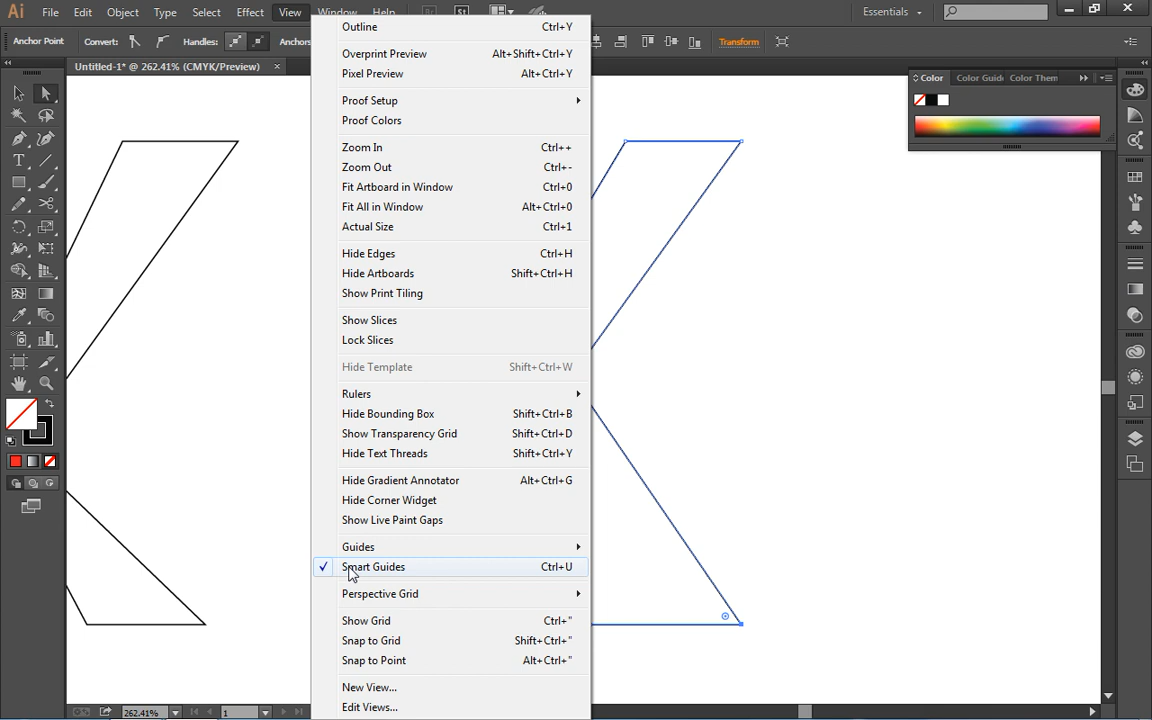 Ai File Edit Object Type Select Effect View Window Help Br St Essentials
Anchor Point Convert: Handles: Anchors Transform
Untitled-1* @ 262.41% (CMYK/Preview) ×
Color Color Guide Color Them
Outline Ctrl+Y
Overprint Preview Alt+Shift+Ctrl+Y
Pixel Preview Alt+Ctrl+Y
Proof Setup
Proof Colors
Zoom In Ctrl++
Zoom Out Ctrl+-
Fit Artboard in Window Ctrl+0
Fit All in Window Alt+Ctrl+0
Actual Size Ctrl+1
Hide Edges Ctrl+H
Hide Artboards Shift+Ctrl+H
Show Print Tiling
Show Slices
Lock Slices
Hide Template Shift+Ctrl+W
Rulers
Hide Bounding Box Shift+Ctrl+B
Show Transparency Grid Shift+Ctrl+D
Hide Text Threads Shift+Ctrl+Y
Hide Gradient Annotator Alt+Ctrl+G
Hide Corner Widget
Show Live Paint Gaps
Guides
Smart Guides Ctrl+U
Perspective Grid
Show Grid Ctrl+"
Snap to Grid Shift+Ctrl+"
Snap to Point Alt+Ctrl+"
New View...
Edit Views...
262.41% 1